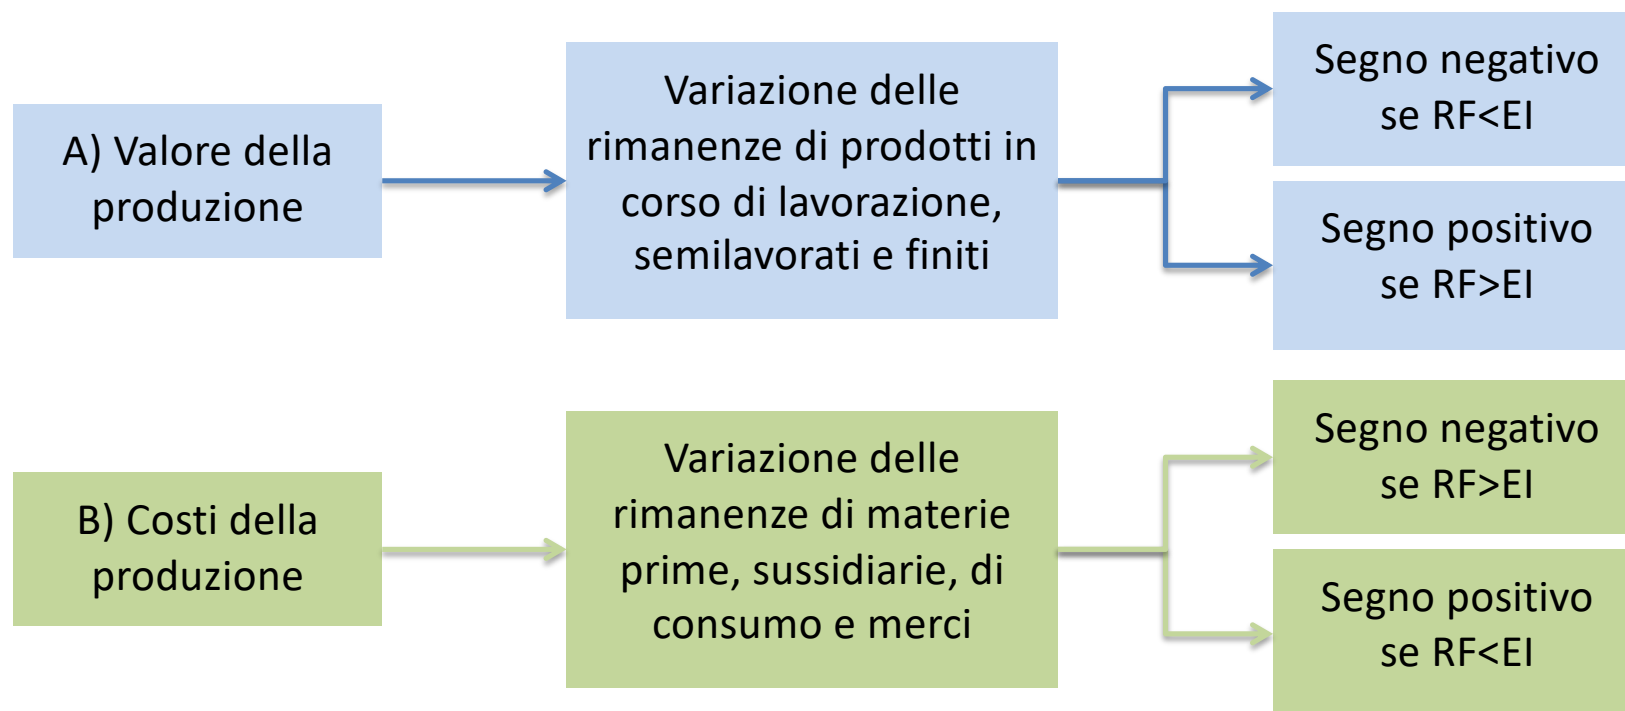 A) Valore della
produzione
Variazione delle
rimanenze di prodotti in
corso di lavorazione,
semilavorati e finiti
Segno negativo
se RF<EI
Segno positivo
se RF>EI
B) Costi della
produzione
Variazione delle
rimanenze di materie
prime, sussidiarie, di
consumo e merci
Segno negativo
se RF>EI
Segno positivo
se RF<EI